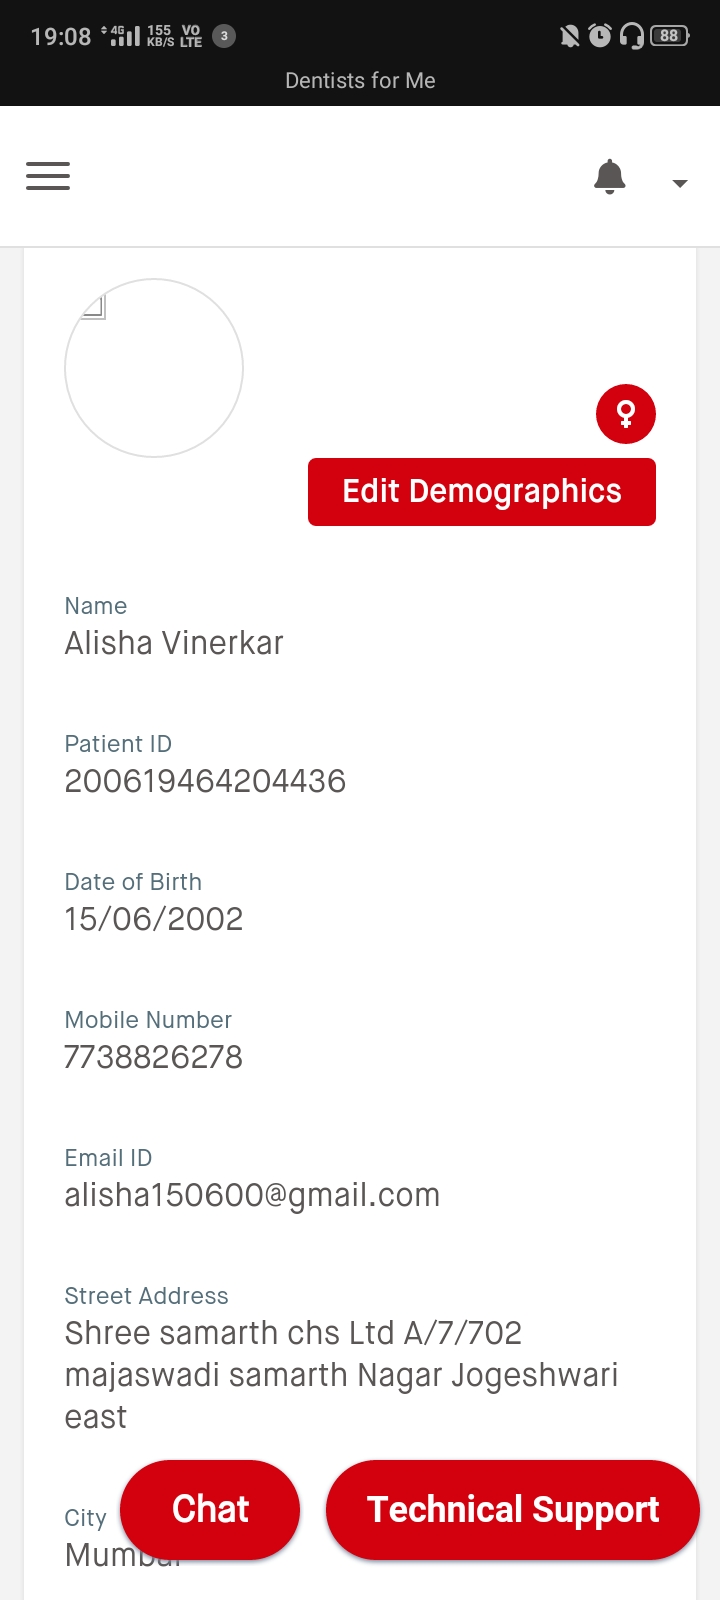 19:08 4G 155 KB/S VO LTE 3 88
Dentists for Me
Edit Demographics
Name
Alisha Vinerkar
Patient ID
200619464204436
Date of Birth
15/06/2002
Mobile Number
7738826278
Email ID
alisha150600@gmail.com
Street Address
Shree samarth chs Ltd A/7/702
majaswadi samarth Nagar Jogeshwari
east
Chat
Technical Support
City
Mumbai